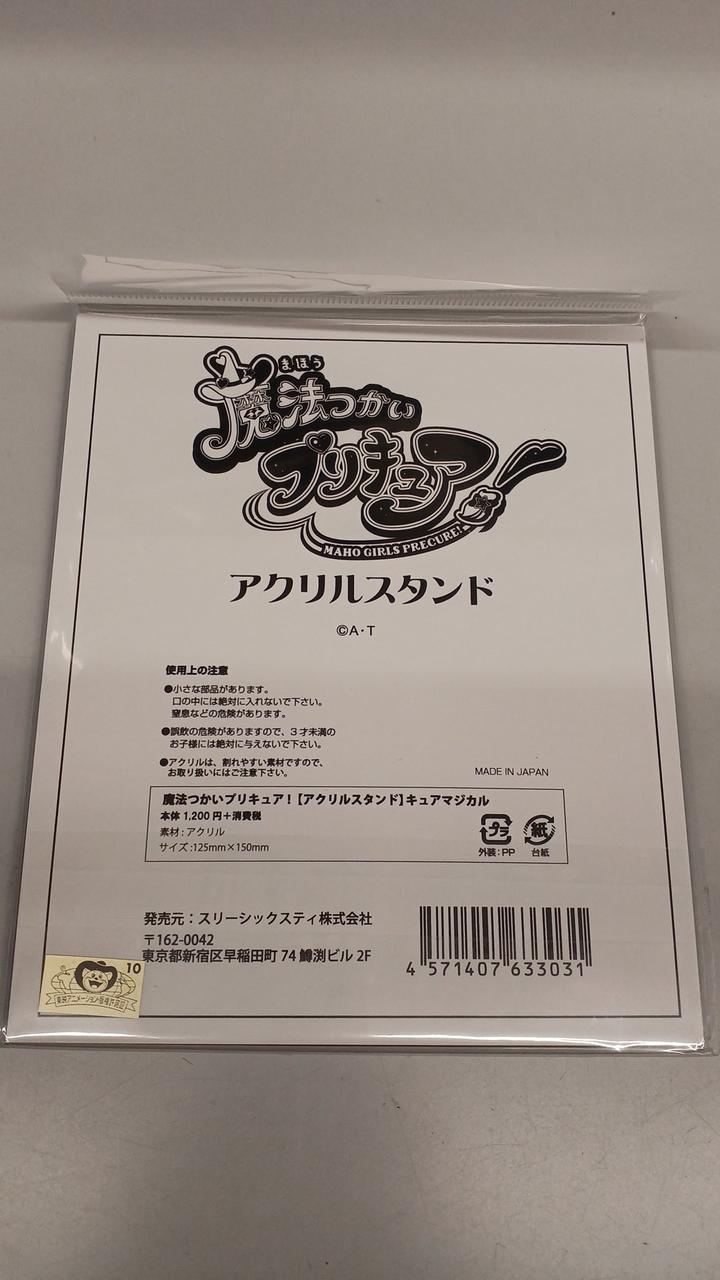 まほう
魔法つかい
プリキュア!
MAHO GIRLS PRECURE!
アクリルスタンド
©A・T
使用上の注意
●小さな部品があります。
口の中には絶対に入れないで下さい。
窒息などの危険があります。
●誤飲の危険がありますので、3才未満の
お子様には絶対に与えないで下さい。
●アクリルは、割れやすい素材ですので、
お取り扱いにはご注意下さい。
MADE IN JAPAN
魔法つかいプリキュア!【アクリルスタンド】キュアマジカル
本体 1,200 円+消費税
素材:アクリル
サイズ:125mm×150mm
プラ
外装:PP
紙
台紙
発売元:スリーシックスティ株式会社
〒162-0042
東京都新宿区早稲田町 74 鱒渕ビル 2F
4 571407 633031
10
東映アニメーション版権許諾証